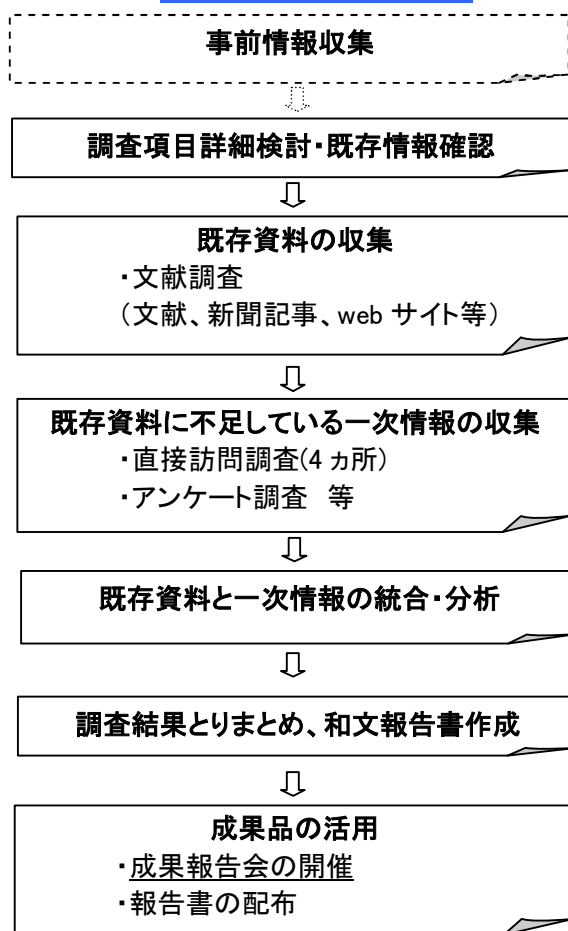 事前情報収集
調査項目詳細検討・既存情報確認
既存資料の収集
・文献調査
（文献、新聞記事、web サイト等）
既存資料に不足している一次情報の収集
・直接訪問調査(4 ヵ所)
・アンケート調査　等
既存資料と一次情報の統合・分析
調査結果とりまとめ、和文報告書作成
成果品の活用
・成果報告会の開催
・報告書の配布